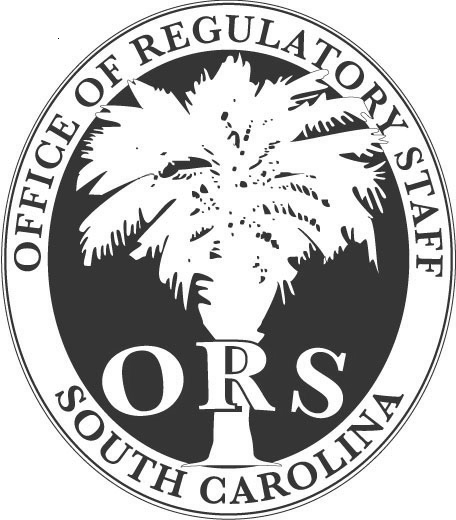 OFFICE OF REGULATORY STAFF
ORS
SOUTH CAROLINA